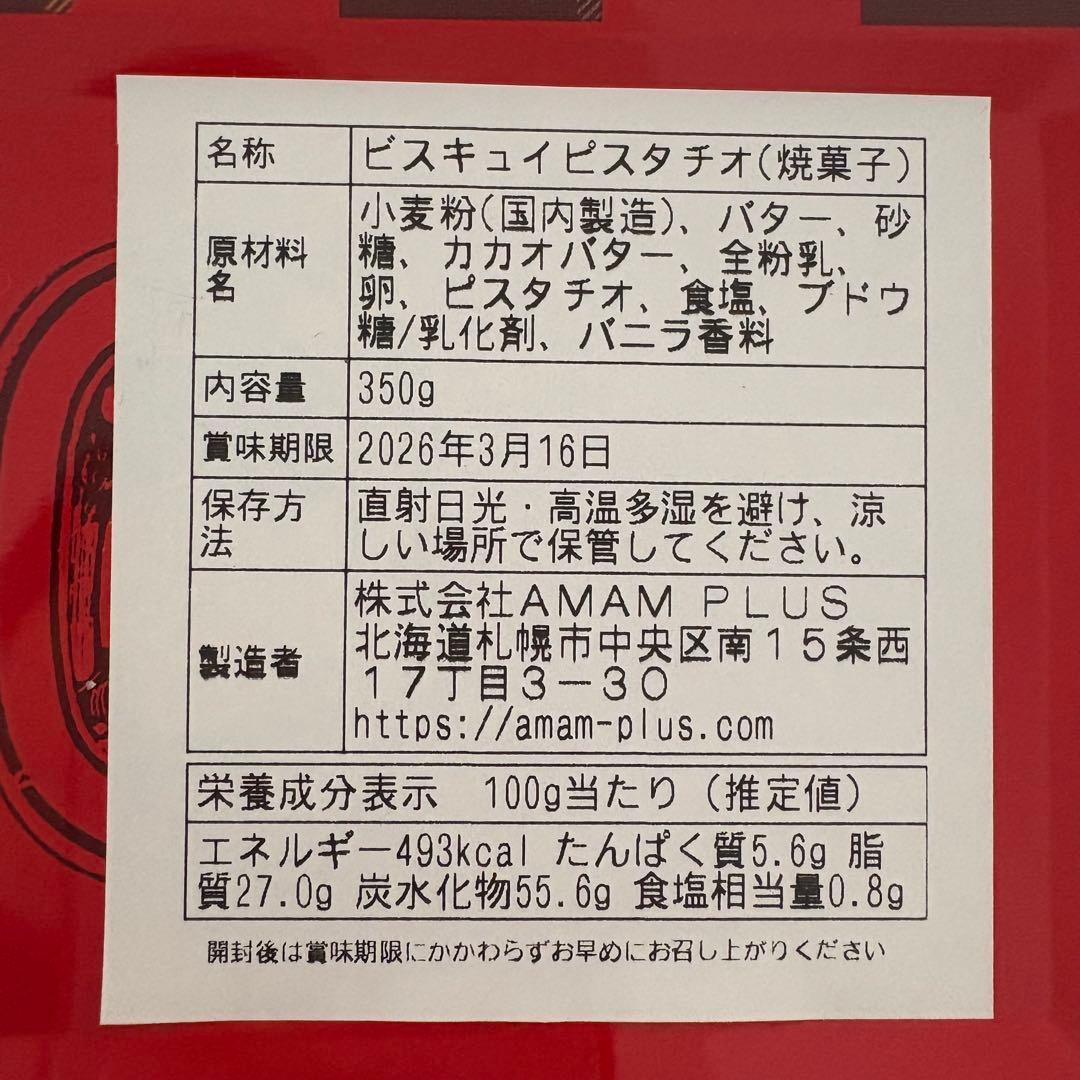 名称 ビスキュイピスタチオ(焼菓子)
原材料名 小麦粉(国内製造)、バター、砂
糖、カカオバター、全粉乳、
卵、ピスタチオ、食塩、ブドウ
糖/乳化剤、バニラ香料
内容量 350g
賞味期限 2026年3月16日
保存方法 直射日光・高温多湿を避け、涼
しい場所で保管してください。
製造者 株式会社AMAM PLUS
北海道札幌市中央区南15条西
17丁目3-30
https://amam-plus.com
栄養成分表示 100g当たり(推定値)
エネルギー493kcal たんぱく質5.6g 脂
質27.0g 炭水化物55.6g 食塩相当量0.8g
開封後は賞味期限にかかわらずお早めにお召し上がりください